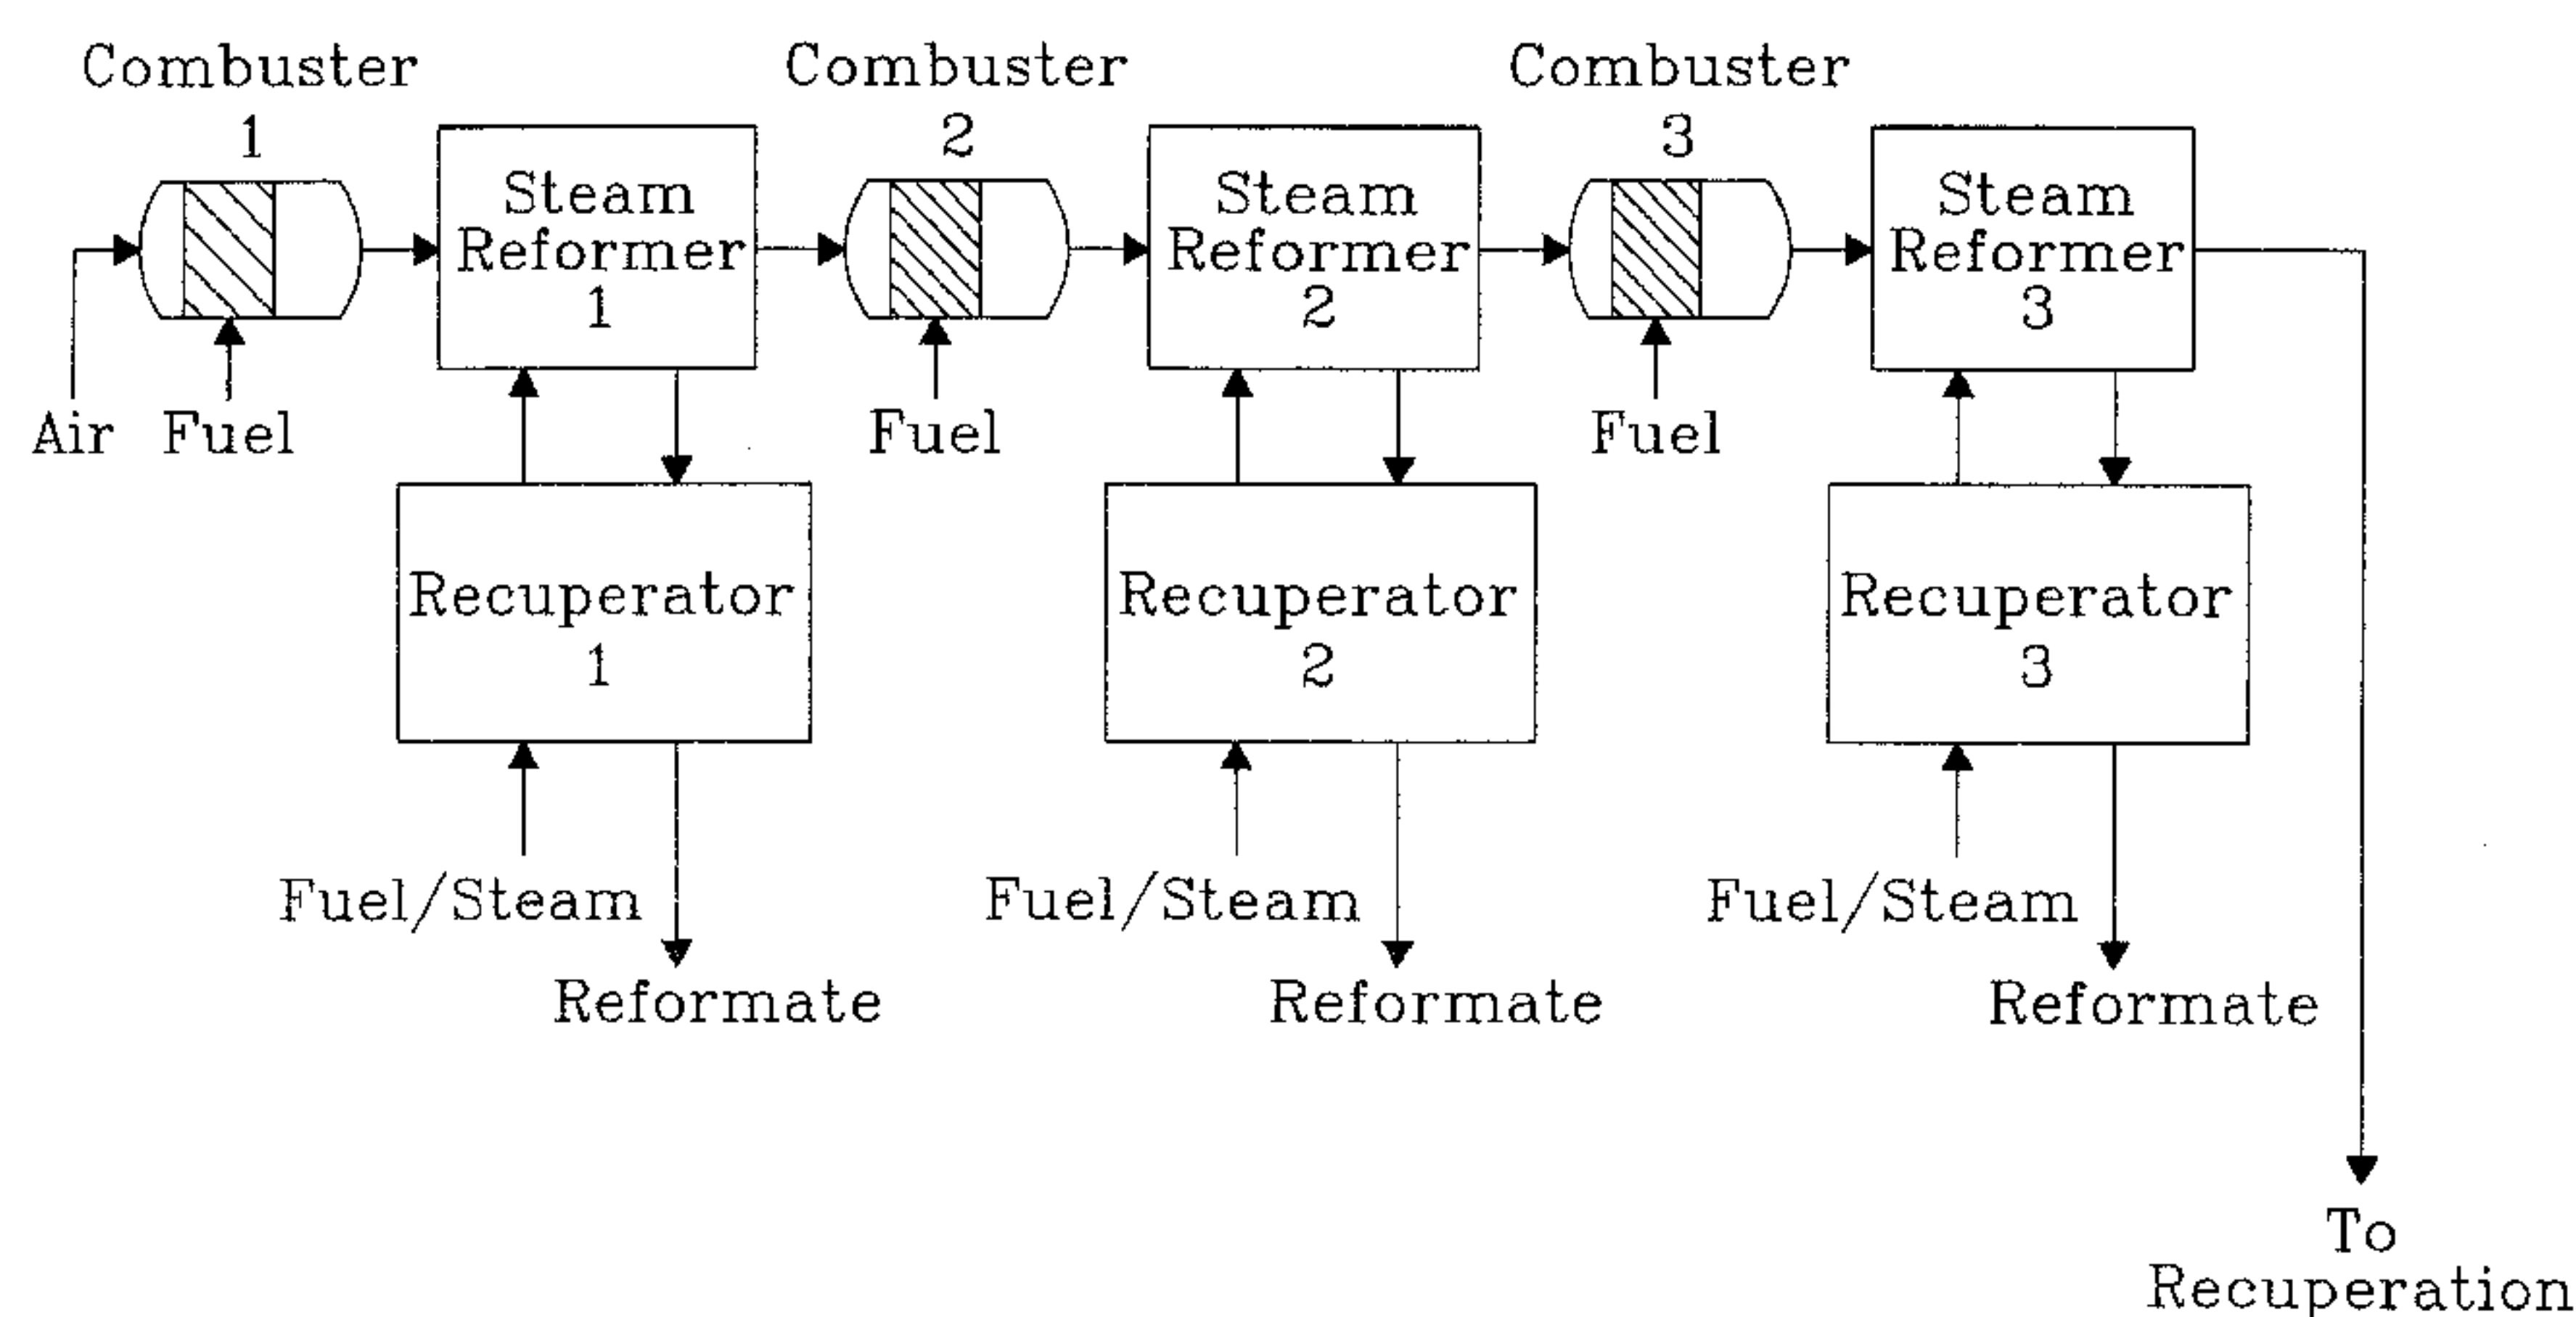 Combuster
1
Combuster
2
Combuster
3
Steam
Reformer
1
Steam
Reformer
2
Steam
Reformer
3
Air
Fuel
Fuel
Fuel
Recuperator
1
Recuperator
2
Recuperator
3
Fuel/Steam
Fuel/Steam
Fuel/Steam
Reformate
Reformate
Reformate
To
Recuperation